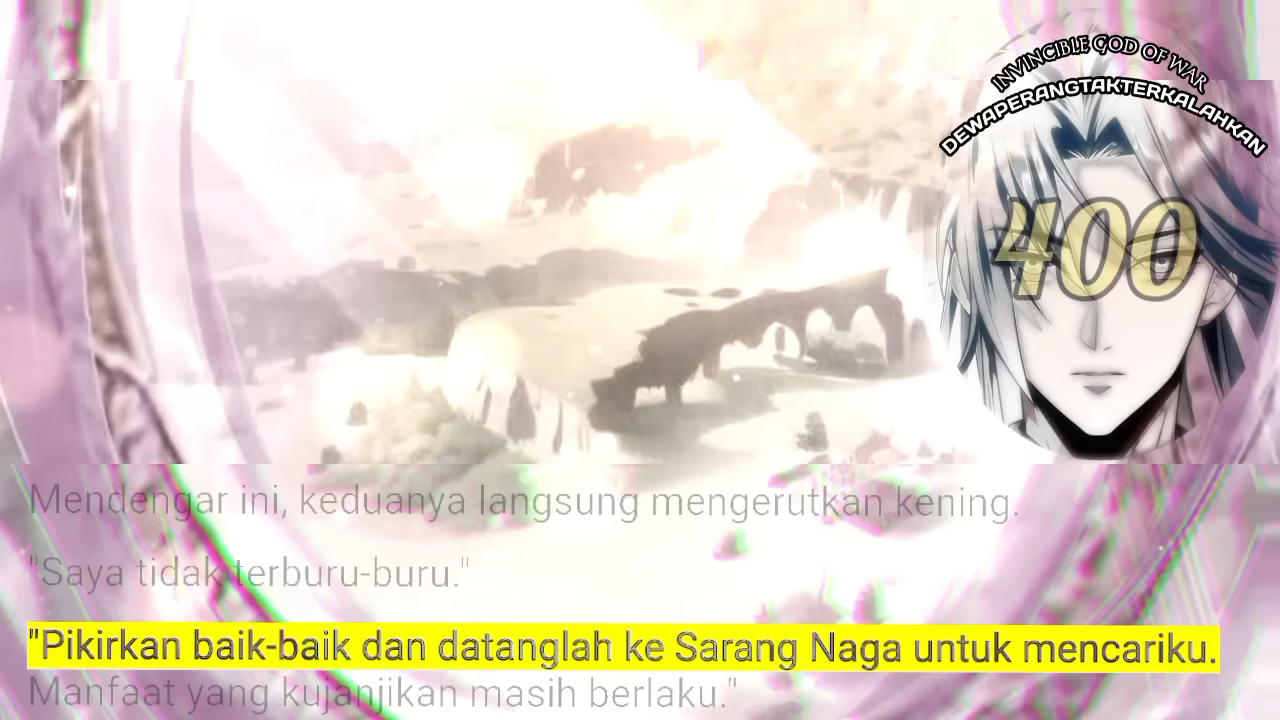 INVINCIBLE GOD OF WAR
DEWAPERANGTAKTERKALAHKAN
400
Mendengar ini, keduanya langsung mengerutkan kening.
"Saya tidak terburu-buru."
"Pikirkan baik-baik dan datanglah ke Sarang Naga untuk mencariku.
Manfaat yang kujanjikan masih berlaku."